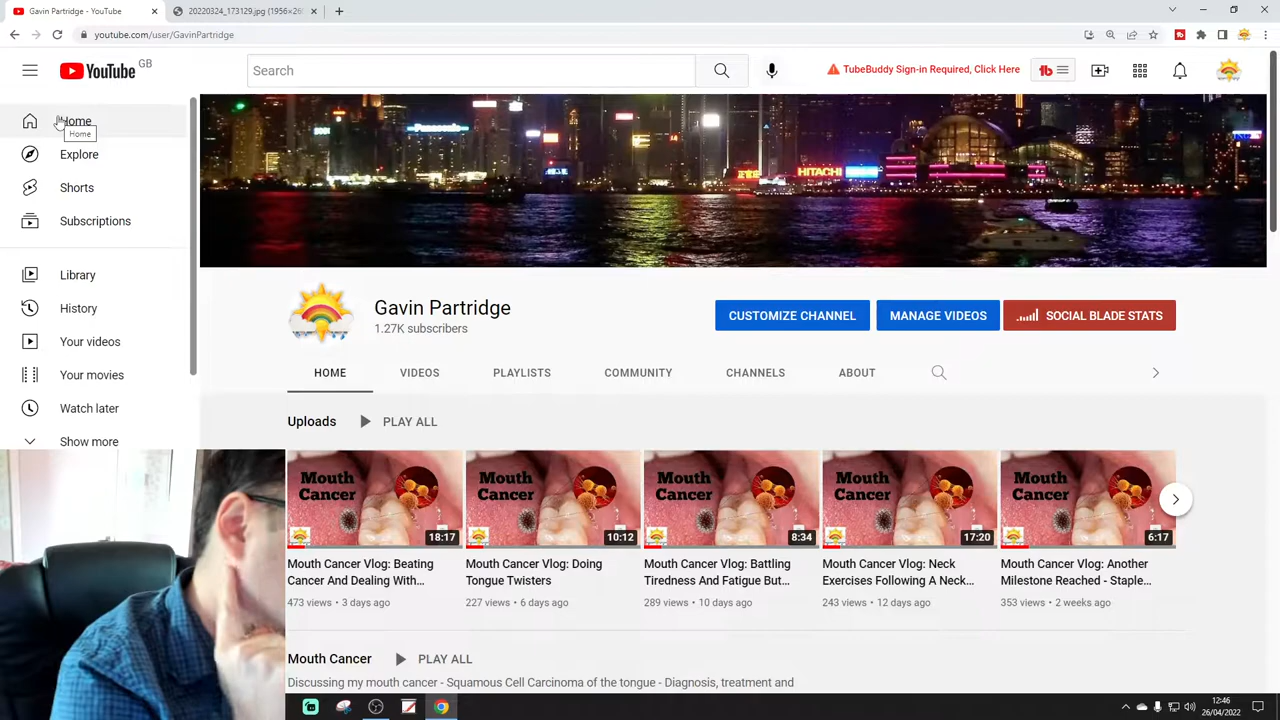 Gavin Partridge - YouTube
20220324_173129.jpg (1956×26
youtube.com/user/GavinPartridge
YouTube GB
Search
TubeBuddy Sign-in Required, Click Here
tb
Home
Home
Explore
Shorts
Subscriptions
Library
History
Your videos
Your movies
Watch later
Show more
HITACHI
Gavin Partridge
1.27K subscribers
CUSTOMIZE CHANNEL
MANAGE VIDEOS
SOCIAL BLADE STATS
HOME
VIDEOS
PLAYLISTS
COMMUNITY
CHANNELS
ABOUT
Uploads
PLAY ALL
Mouth
Cancer
18:17
Mouth Cancer Vlog: Beating
Cancer And Dealing With...
473 views • 3 days ago
Mouth
Cancer
10:12
Mouth Cancer Vlog: Doing
Tongue Twisters
227 views • 6 days ago
Mouth
Cancer
8:34
Mouth Cancer Vlog: Battling
Tiredness And Fatigue But...
289 views • 10 days ago
Mouth
Cancer
17:20
Mouth Cancer Vlog: Neck
Exercises Following A Neck...
243 views • 12 days ago
Mouth
Cancer
6:17
Mouth Cancer Vlog: Another
Milestone Reached - Staple...
353 views • 2 weeks ago
Mouth Cancer
PLAY ALL
Discussing my mouth cancer - Squamous Cell Carcinoma of the tongue - Diagnosis, treatment and
12:46
26/04/2022